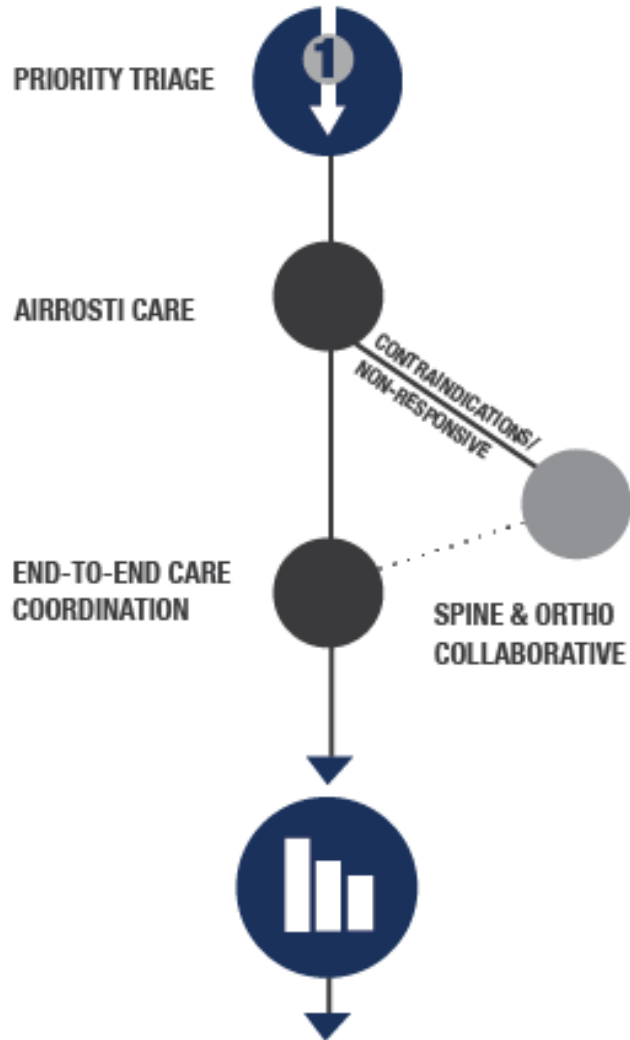 1
PRIORITY TRIAGE
AIRROSTI CARE
CONTRAINDICATIONS/
NON-RESPONSIVE
END-TO-END CARE
COORDINATION
SPINE & ORTHO
COLLABORATIVE